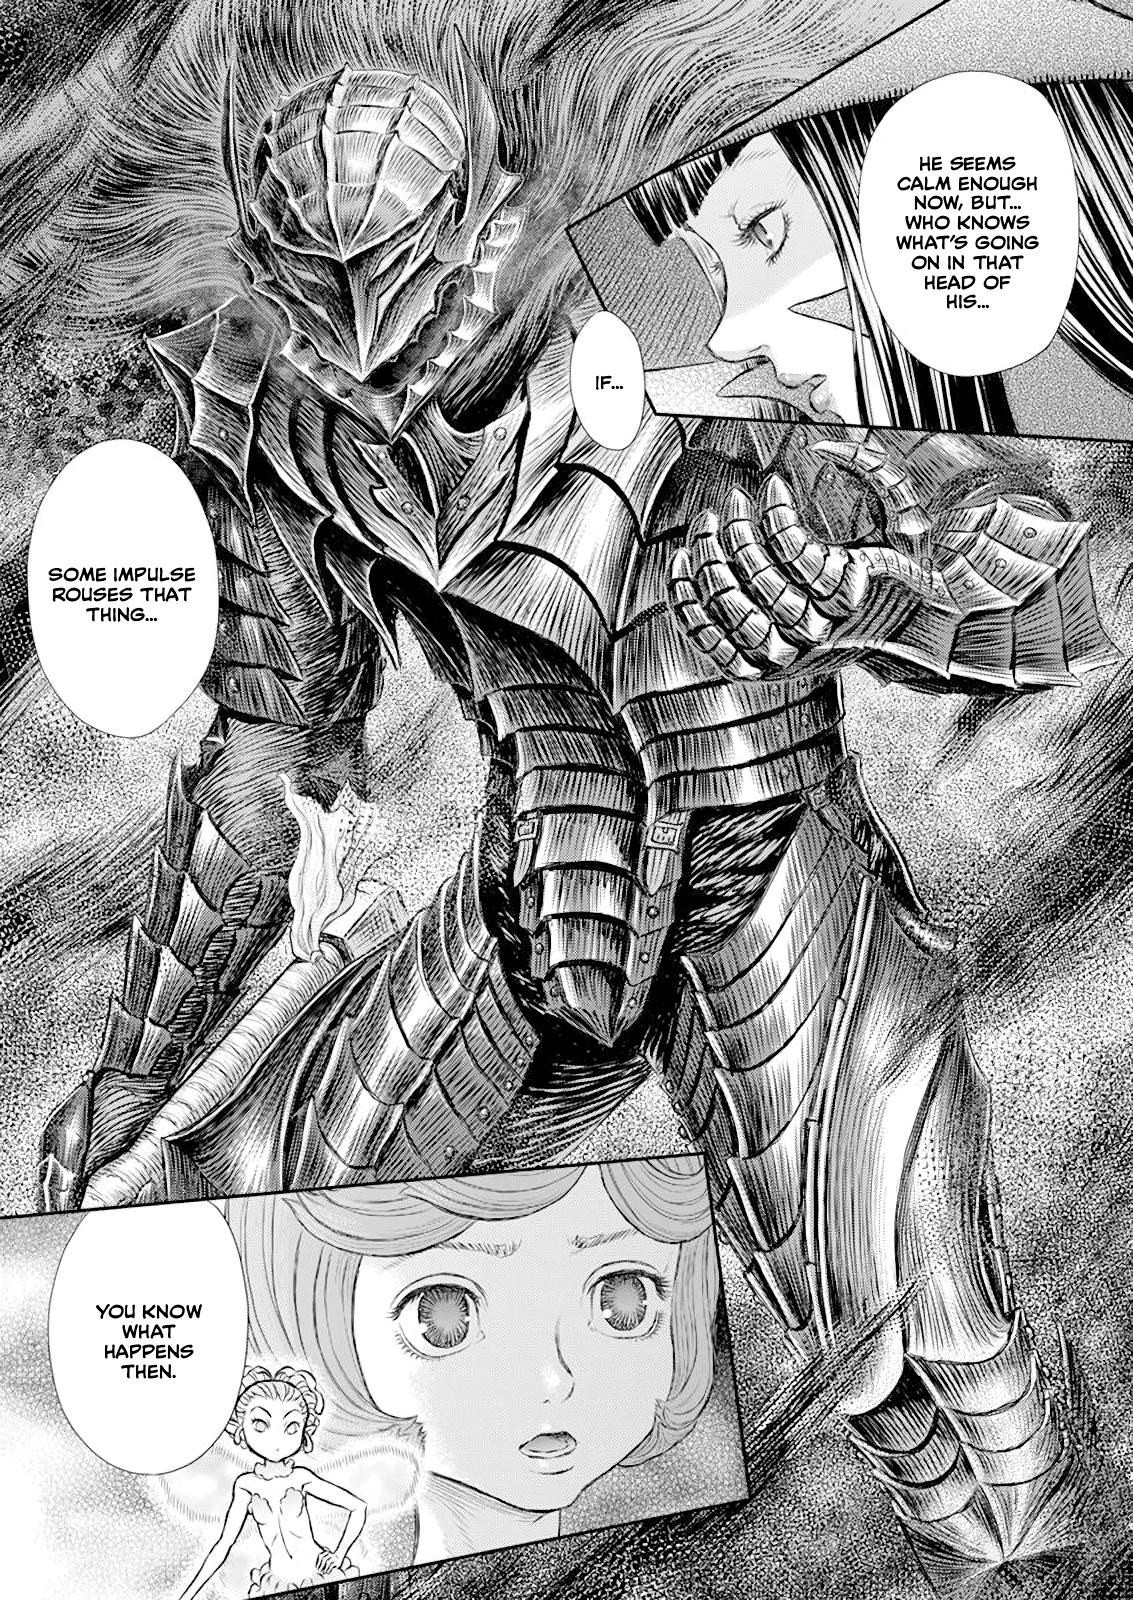 HE SEEMS
CALM ENOUGH
NOW, BUT...
WHO KNOWS
WHAT'S GOING
ON IN THAT
HEAD OF
HIS...
IF...
SOME IMPULSE
ROUSES THAT
THING...
YOU KNOW
WHAT
HAPPENS
THEN.